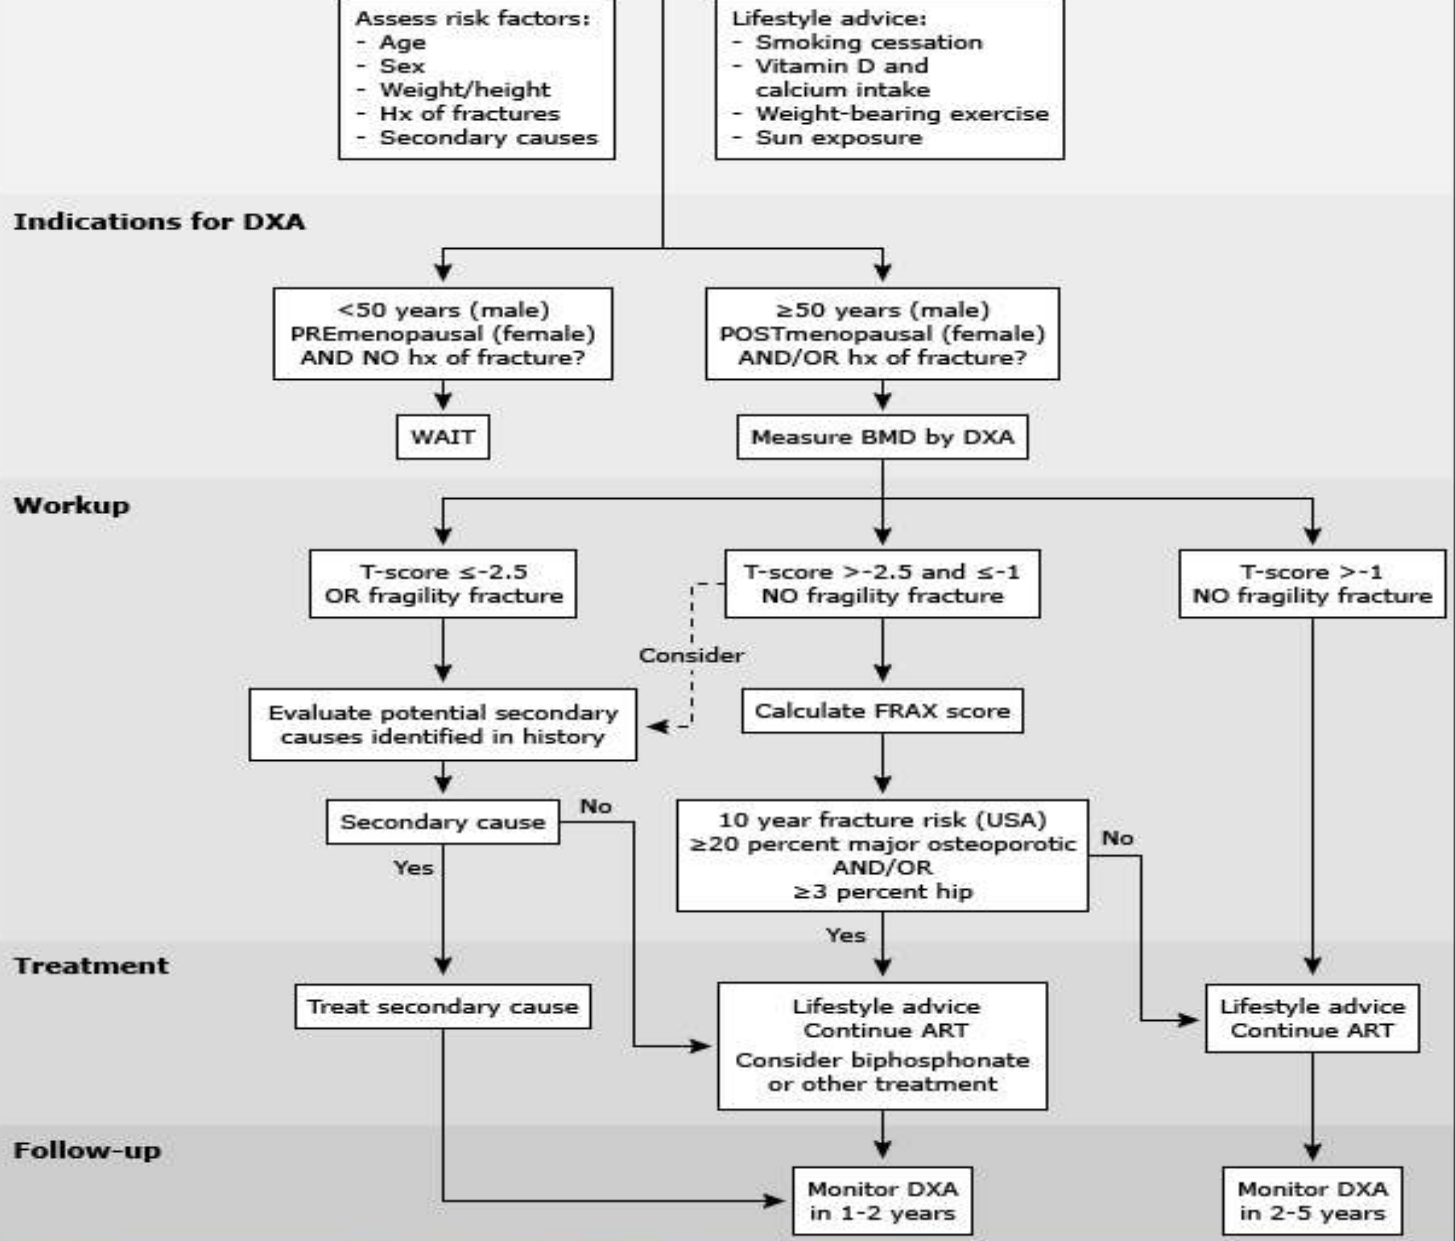 Assess risk factors:
- Age
- Sex
- Weight/height
- Hx of fractures
- Secondary causes
Lifestyle advice:
- Smoking cessation
- Vitamin D and
calcium intake
- Weight-bearing exercise
- Sun exposure
Indications for DXA
<50 years (male)
PREmenopausal (female)
AND NO hx of fracture?
≥50 years (male)
POSTmenopausal (female)
AND/OR hx of fracture?
WAIT
Measure BMD by DXA
Workup
T-score ≤-2.5
OR fragility fracture
T-score >-2.5 and ≤-1
NO fragility fracture
T-score >-1
NO fragility fracture
Consider
Evaluate potential secondary
causes identified in history
Calculate FRAX score
Secondary cause
No
Yes
10 year fracture risk (USA)
≥20 percent major osteoporotic
AND/OR
≥3 percent hip
No
Yes
Treatment
Treat secondary cause
Lifestyle advice
Continue ART
Consider biphosphonate
or other treatment
Lifestyle advice
Continue ART
Follow-up
Monitor DXA
in 1-2 years
Monitor DXA
in 2-5 years